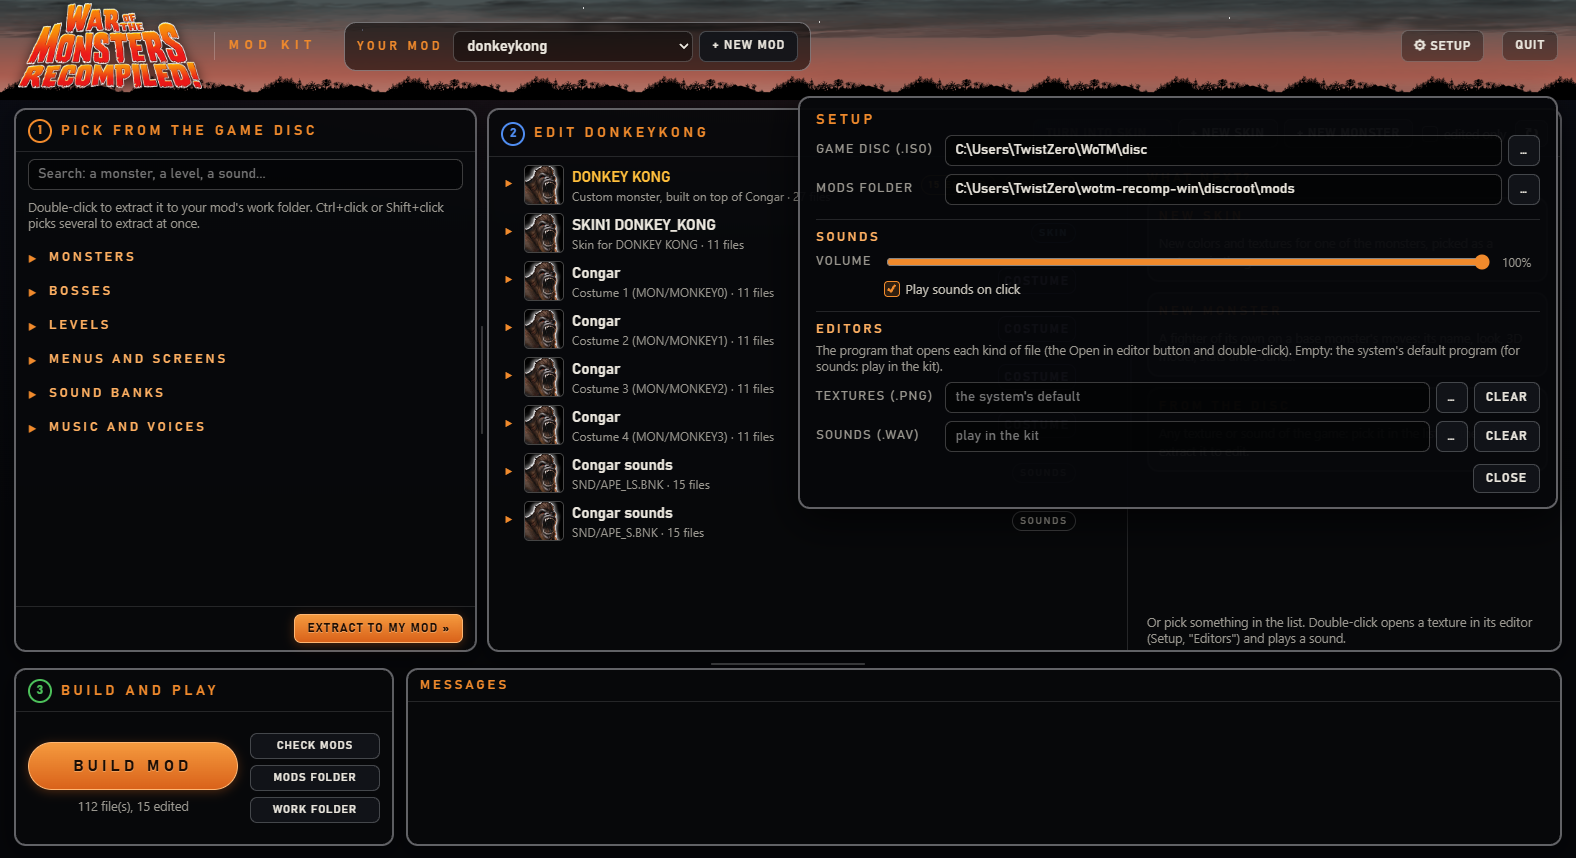 WAR OF THE MONSTERS RECOMPILED!
MOD KIT
YOUR MOD
donkeykong
+ NEW MOD
SETUP
QUIT
1 PICK FROM THE GAME DISC
Search: a monster, a level, a sound...
Double-click to extract it to your mod's work folder. Ctrl+click or Shift+click
picks several to extract at once.
MONSTERS
BOSSES
LEVELS
MENUS AND SCREENS
SOUND BANKS
MUSIC AND VOICES
EXTRACT TO MY MOD »
2 EDIT DONKEYKONG
DONKEY KONG
Custom monster, built on top of Congar · 2
SKIN1 DONKEY_KONG
Skin for DONKEY KONG · 11 files
Congar
Costume 1 (MON/MONKEY0) · 11 files
Congar
Costume 2 (MON/MONKEY1) · 11 files
Congar
Costume 3 (MON/MONKEY2) · 11 files
Congar
Costume 4 (MON/MONKEY3) · 11 files
Congar sounds
SND/APE_LS.BNK · 15 files
Congar sounds
SND/APE_S.BNK · 15 files
SOUNDS
SETUP
GAME DISC (.ISO)
C:\Users\TwistZero\WoTM\disc
...
MODS FOLDER
C:\Users\TwistZero\wotm-recomp-win\discroot\mods
...
SOUNDS
VOLUME
100%
Play sounds on click
EDITORS
The program that opens each kind of file (the Open in editor button and double-click). Empty: the system's default program (for
sounds: play in the kit).
TEXTURES (.PNG)
the system's default
...
CLEAR
SOUNDS (.WAV)
play in the kit
...
CLEAR
CLOSE
Or pick something in the list. Double-click opens a texture in its editor
(Setup, "Editors") and plays a sound.
3 BUILD AND PLAY
BUILD MOD
112 file(s), 15 edited
CHECK MODS
MODS FOLDER
WORK FOLDER
MESSAGES